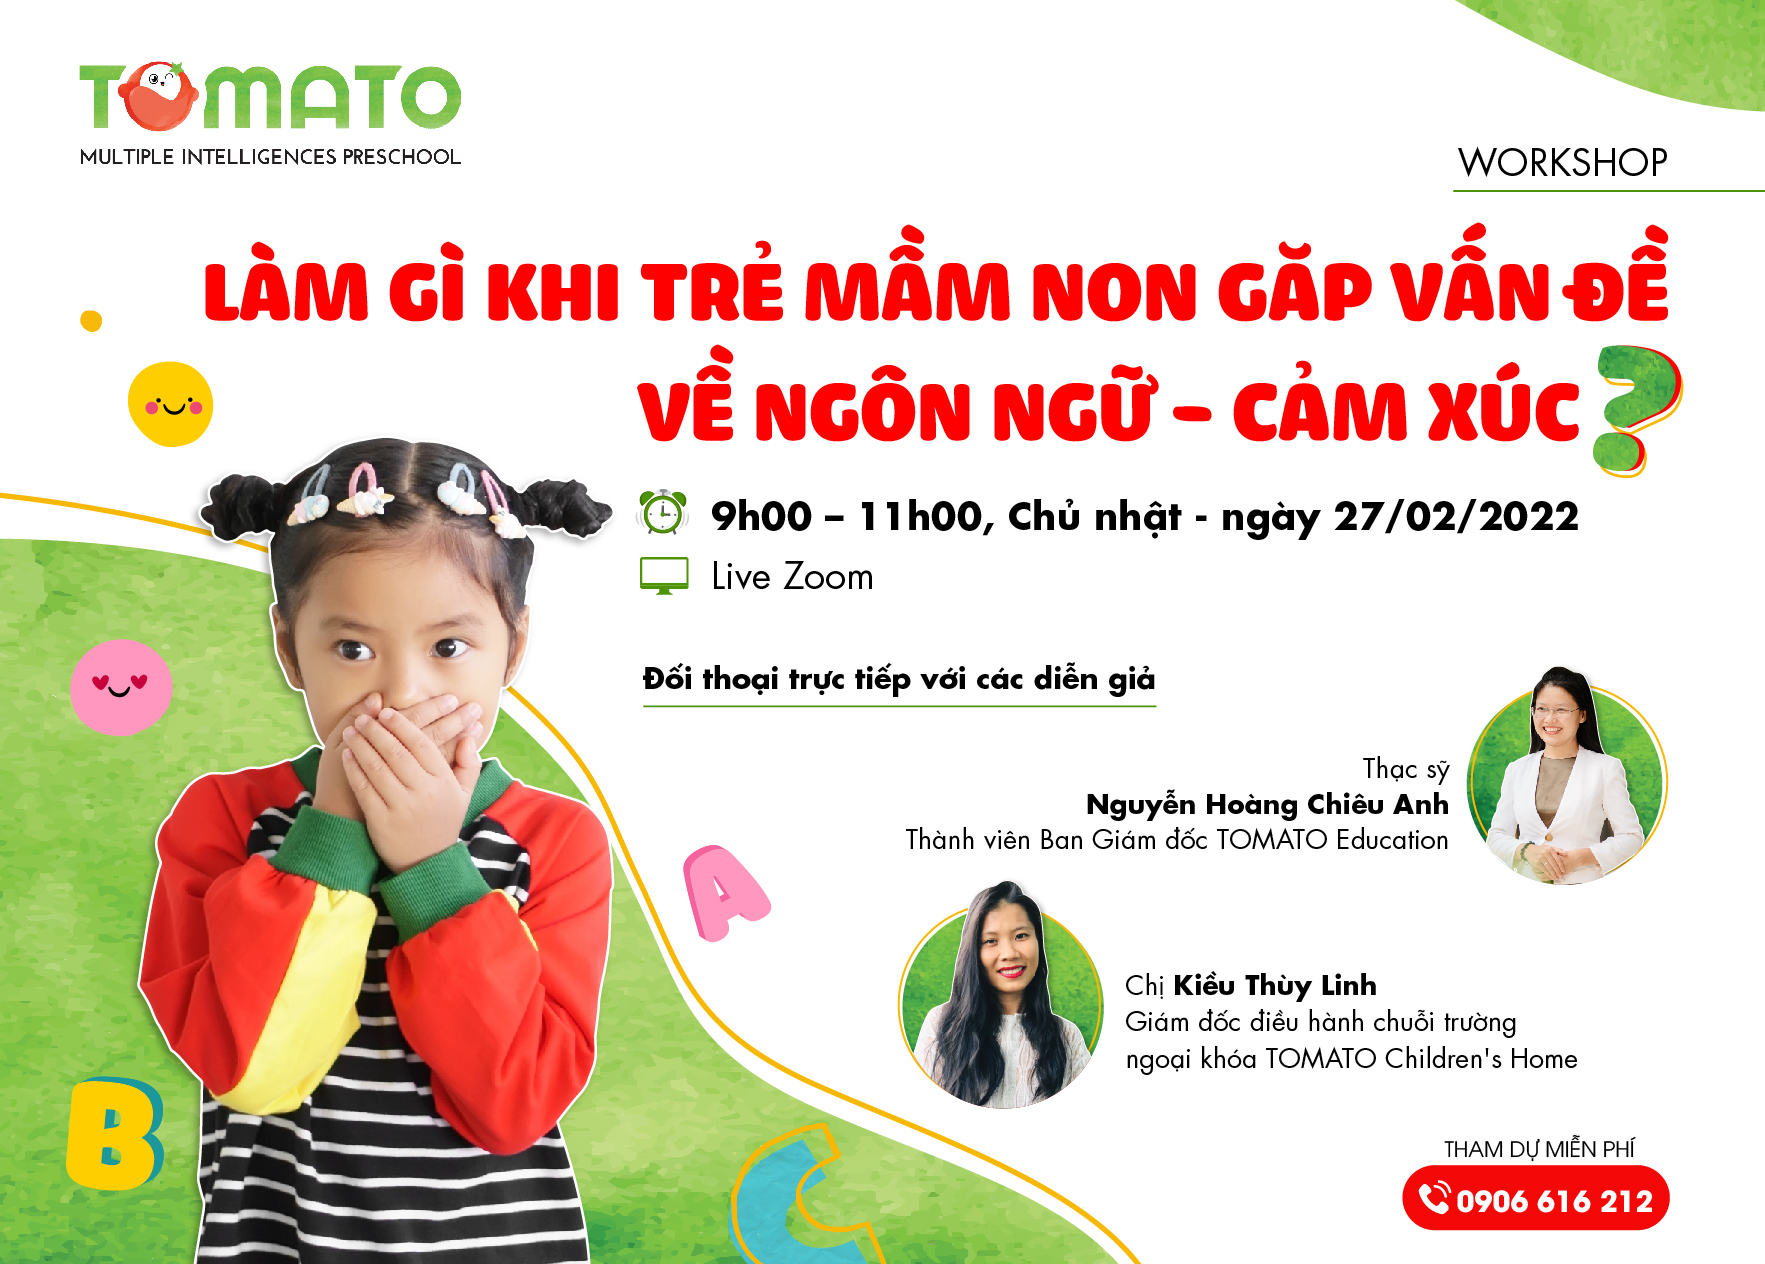 TOMATO
MULTIPLE INTELLIGENCES PRESCHOOL
WORKSHOP
LÀM GÌ KHI TRẺ MẦM NON GĂP VẤN ĐỀ
VỀ NGÔN NGỮ – CẢM XÚC?
9h00 – 11h00, Chủ nhật - ngày 27/02/2022
Live Zoom
Đối thoại trực tiếp với các diễn giả
Thạc sỹ
Nguyễn Hoàng Chiêu Anh
Thành viên Ban Giám đốc TOMATO Education
A
Chị Kiều Thùy Linh
Giám đốc điều hành chuỗi trường
ngoại khóa TOMATO Children's Home
B
C
THAM DỰ MIỄN PHÍ
0906 616 212